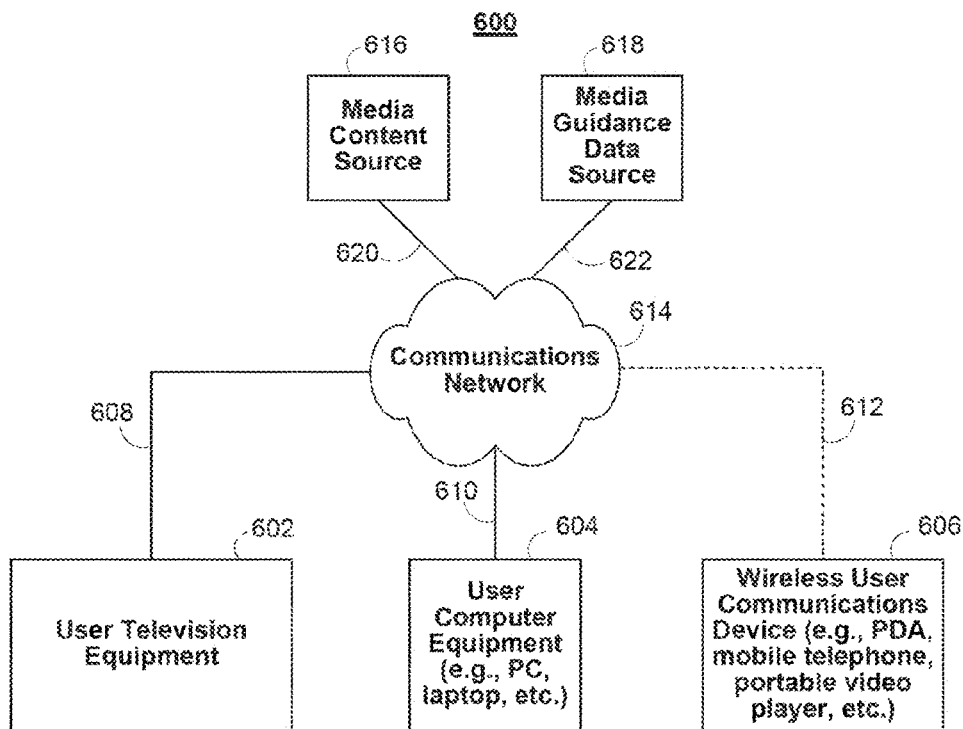 600
616
618
Media
Content
Source
Media
Guidance
Data
Source
620
622
614
Communications
Network
608
612
610
602
604
606
User Television
Equipment
User
Computer
Equipment
(e.g., PC,
laptop, etc.)
Wireless User
Communications
Device (e.g., PDA,
mobile telephone,
portable video
player, etc.)